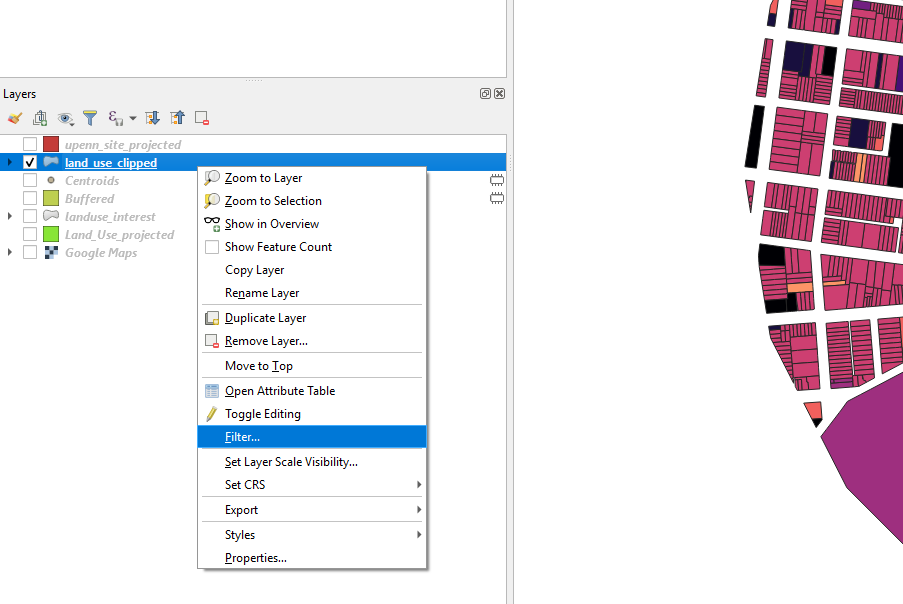 Layers
upenn_site_projected
land_use_clipped
Centroids
Buffered
landuse_interest
Land_Use_projected
Google Maps
Zoom to Layer
Zoom to Selection
Show in Overview
Show Feature Count
Copy Layer
Rename Layer
Duplicate Layer
Remove Layer...
Move to Top
Open Attribute Table
Toggle Editing
Filter...
Set Layer Scale Visibility...
Set CRS
Export
Styles
Properties...